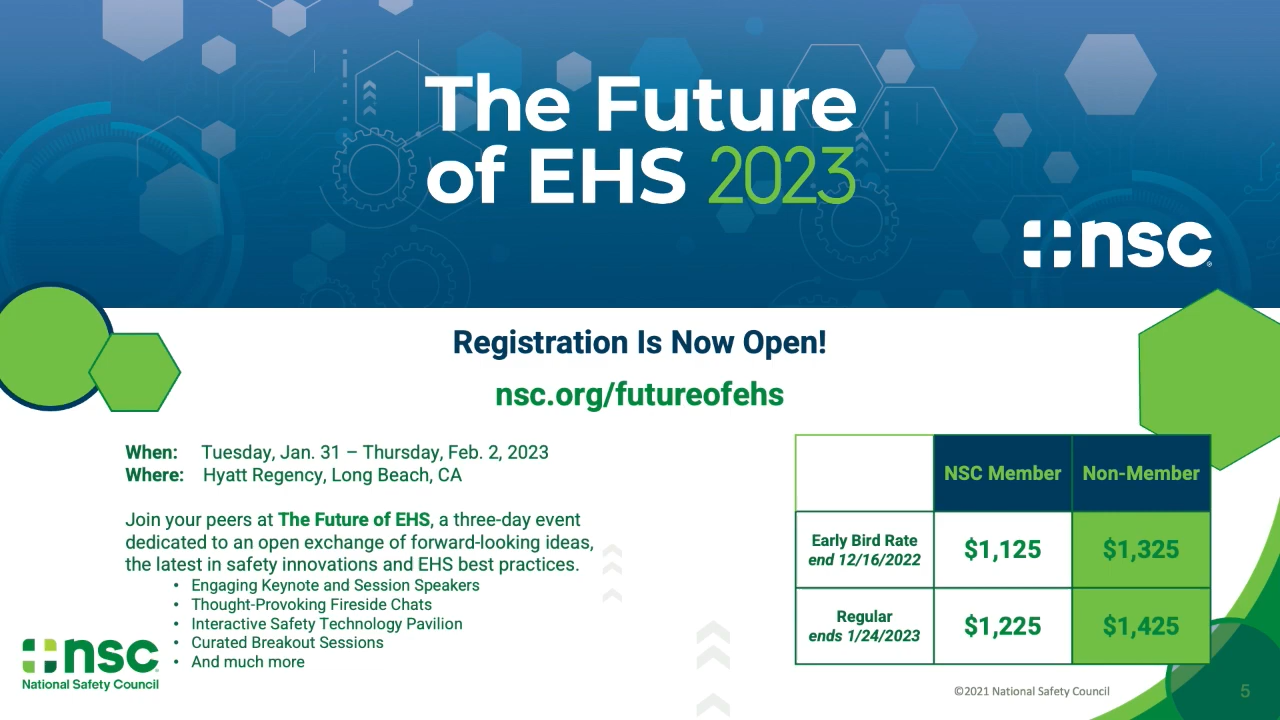 The Future
of EHS 2023
nsc
Registration Is Now Open!
nsc.org/futureofehs
When: Tuesday, Jan. 31 – Thursday, Feb. 2, 2023
Where: Hyatt Regency, Long Beach, CA
Join your peers at The Future of EHS, a three-day event
dedicated to an open exchange of forward-looking ideas,
the latest in safety innovations and EHS best practices.
• Engaging Keynote and Session Speakers
• Thought-Provoking Fireside Chats
• Interactive Safety Technology Pavilion
• Curated Breakout Sessions
• And much more
NSC Member Non-Member
Early Bird Rate
end 12/16/2022
$1,125 $1,325
Regular
ends 1/24/2023
$1,225 $1,425
nsc
National Safety Council
©2021 National Safety Council
5